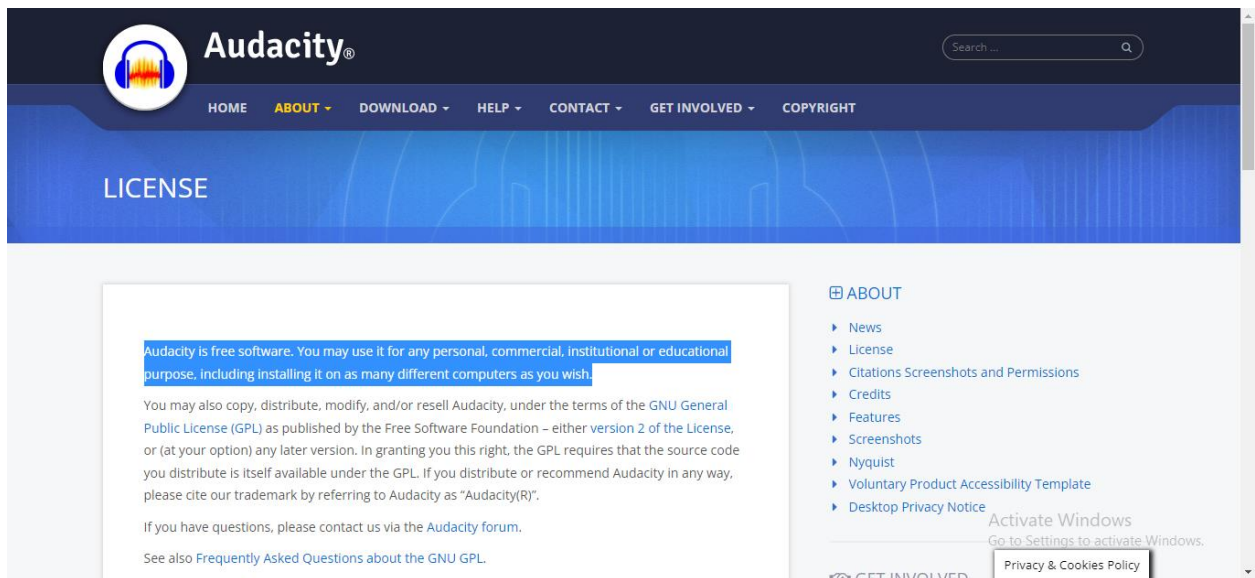 Audacity®
Search ...
HOME ABOUT DOWNLOAD HELP CONTACT GET INVOLVED COPYRIGHT
LICENSE
Audacity is free software. You may use it for any personal, commercial, institutional or educational
purpose, including installing it on as many different computers as you wish.
You may also copy, distribute, modify, and/or resell Audacity, under the terms of the GNU General
Public License (GPL) as published by the Free Software Foundation – either version 2 of the License,
or (at your option) any later version. In granting you this right, the GPL requires that the source code
you distribute is itself available under the GPL. If you distribute or recommend Audacity in any way,
please cite our trademark by referring to Audacity as “Audacity(R)”.
If you have questions, please contact us via the Audacity forum.
See also Frequently Asked Questions about the GNU GPL.
ABOUT
News
License
Citations Screenshots and Permissions
Credits
Features
Screenshots
Nyquist
Voluntary Product Accessibility Template
Desktop Privacy Notice
Activate Windows
Go to Settings to activate Windows.
GET INVOLVED
Privacy & Cookies Policy